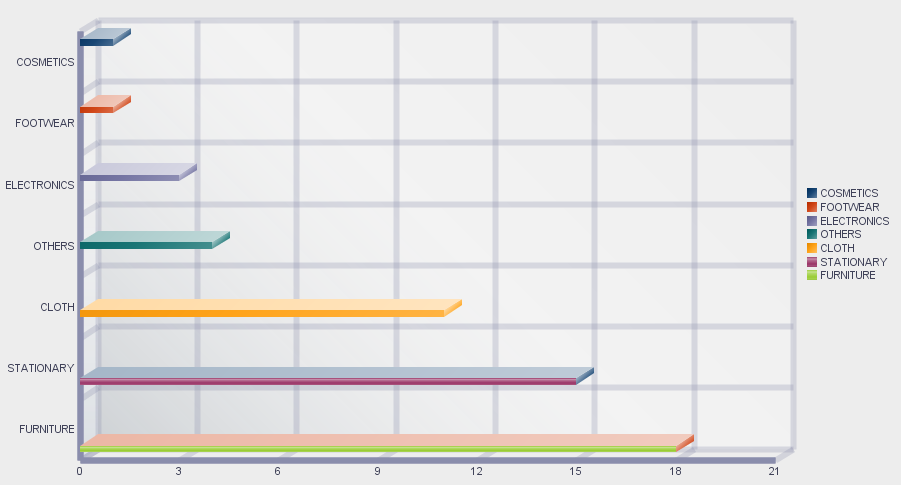 COSMETICS
FOOTWEAR
ELECTRONICS
OTHERS
CLOTH
STATIONARY
FURNITURE
0 3 6 9 12 15 18 21
COSMETICS
FOOTWEAR
ELECTRONICS
OTHERS
CLOTH
STATIONARY
FURNITURE